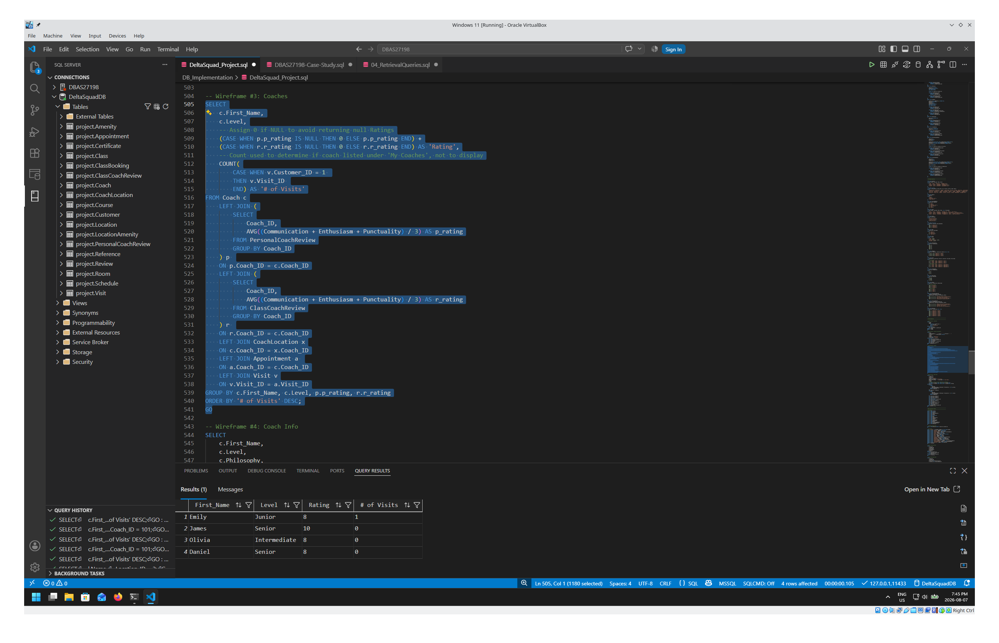 Windows 11 [Running] - Oracle VirtualBox
File Machine View Input Devices Help
File Edit Selection View Go Run Terminal Help
DBAS27198
Sign In
SQL SERVER
CONNECTIONS
DBAS27198
DeltaSquadDB
Tables
External Tables
project.Amenity
project.Appointment
project.Certificate
project.Class
project.ClassBooking
project.ClassCoachReview
project.Coach
project.CoachLocation
project.Course
project.Customer
project.Location
project.LocationAmenity
project.PersonalCoachReview
project.Reference
project.Review
project.Room
project.Schedule
project.Visit
Views
Synonyms
Programmability
External Resources
Service Broker
Storage
Security
QUERY HISTORY
SELECT⏎ c.First_...of Visits' DESC;⏎GO : ...
SELECT⏎ c.First_....Coach_ID = 101;⏎GO...
SELECT⏎ c.First_...of Visits' DESC;⏎GO : ...
SELECT⏎ c.First_....Coach_ID = 101;⏎GO...
SELECT⏎ c.First_...of Visits' DESC;⏎GO : ...
BACKGROUND TASKS
3
DeltaSquad_Project.sql DBAS27198-Case-Study.sql 04_RetrievalQueries.sql
DB_Implementation > DeltaSquad_Project.sql
503
504 -- Wireframe #3: Coaches
505 SELECT
506 c.First_Name,
507 c.Level,
508 -- Assign 0 if NULL to avoid returning null Ratings
509 (CASE WHEN p.p_rating IS NULL THEN 0 ELSE p.p_rating END) +
510 (CASE WHEN r.r_rating IS NULL THEN 0 ELSE r.r_rating END) AS 'Rating',
511 -- Count used to determine if coach listed under 'My Coaches', not to display
512 COUNT(
513 CASE WHEN v.Customer_ID = 1
514 THEN v.Visit_ID
515 END) AS '# of Visits'
516 FROM Coach c
517 LEFT JOIN (
518 SELECT
519 Coach_ID,
520 AVG((Communication + Enthusiasm + Punctuality) / 3) AS p_rating
521 FROM PersonalCoachReview
522 GROUP BY Coach_ID
523 ) p
524 ON p.Coach_ID = c.Coach_ID
525 LEFT JOIN (
526 SELECT
527 Coach_ID,
528 AVG((Communication + Enthusiasm + Punctuality) / 3) AS r_rating
529 FROM ClassCoachReview
530 GROUP BY Coach_ID
531 ) r
532 ON r.Coach_ID = c.Coach_ID
533 LEFT JOIN CoachLocation x
534 ON c.Coach_ID = x.Coach_ID
535 LEFT JOIN Appointment a
536 ON a.Coach_ID = c.Coach_ID
537 LEFT JOIN Visit v
538 ON v.Visit_ID = a.Visit_ID
539 GROUP BY c.First_Name, c.Level, p.p_rating, r.r_rating
540 ORDER BY '# of Visits' DESC;
541 GO
542
543 -- Wireframe #4: Coach Info
544 SELECT
545 c.First_Name,
546 c.Level,
547 c.Philosophy,
PROBLEMS OUTPUT DEBUG CONSOLE TERMINAL PORTS QUERY RESULTS
Results (1) Messages
Open in New Tab
First_Name Level Rating # of Visits
1 Emily Junior 8 1
2 James Senior 10 0
3 Olivia Intermediate 8 0
4 Daniel Senior 8 0
0 0
Ln 505, Col 1 (1180 selected) Spaces: 4 UTF-8 CRLF {} SQL MSSQL SQLCMD: Off 4 rows affected 00:00:00.105 127.0.0.1,11433 DeltaSquadDB
ENG
US
7:45 PM
2026-08-07
Right Ctrl